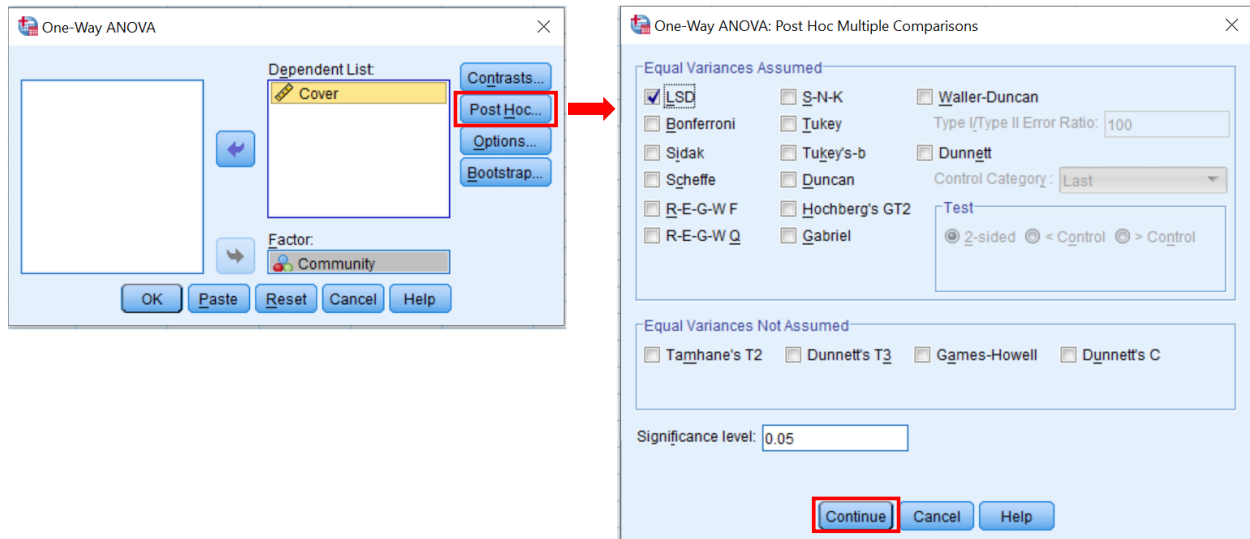 One-Way ANOVA
Dependent List:
Cover
Contrasts...
Post Hoc...
Options...
Bootstrap...
Factor:
Community
OK Paste Reset Cancel Help
One-Way ANOVA: Post Hoc Multiple Comparisons
Equal Variances Assumed
LSD S-N-K Waller-Duncan
Bonferroni Tukey Type I/Type II Error Ratio: 100
Sidak Tukey's-b Dunnett
Scheffe Duncan Control Category: Last
R-E-G-W F Hochberg's GT2 Test
R-E-G-W Q Gabriel 2-sided < Control > Control
Equal Variances Not Assumed
Tamhane's T2 Dunnett's T3 Games-Howell Dunnett's C
Significance level: 0.05
Continue Cancel Help